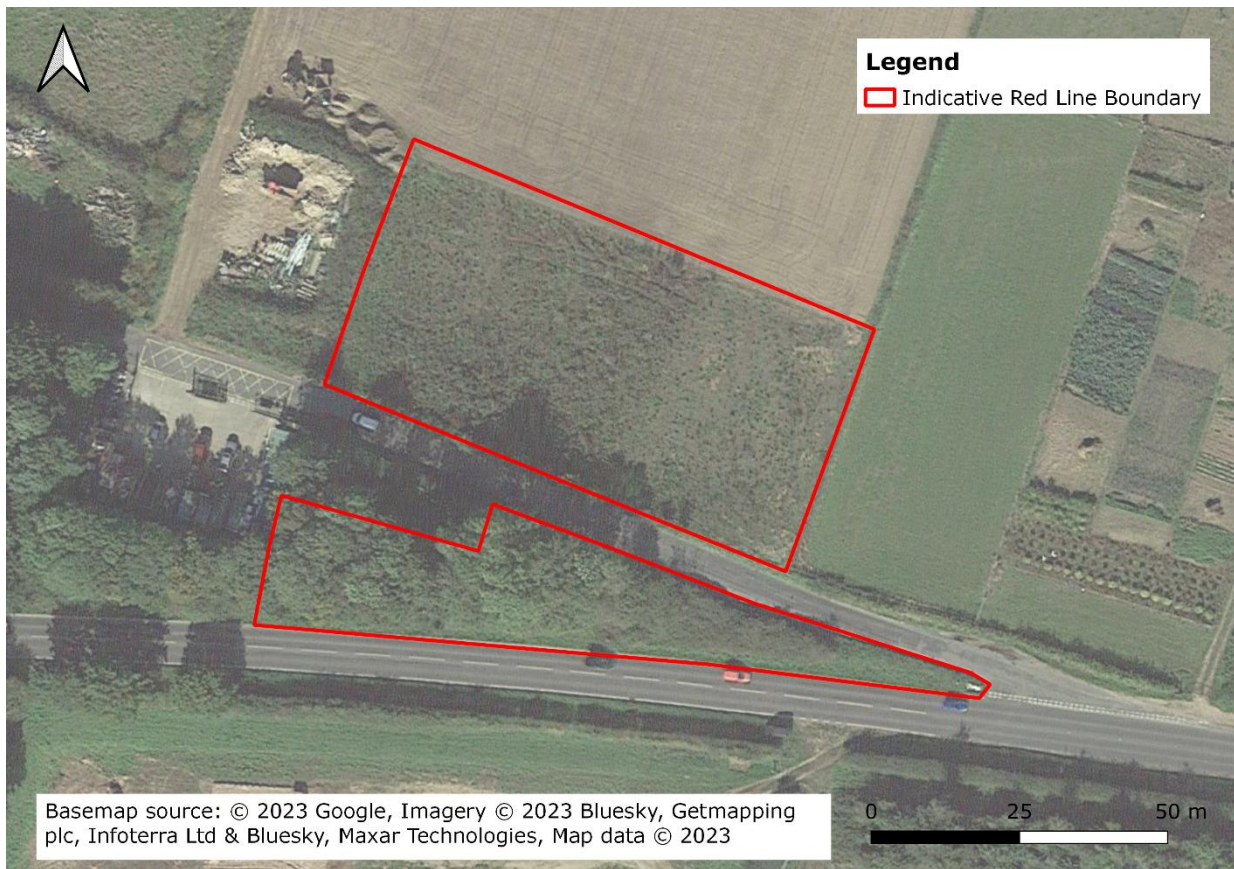 Legend
Indicative Red Line Boundary
Basemap source: © 2023 Google, Imagery © 2023 Bluesky, Getmapping
plc, Infoterra Ltd & Bluesky, Maxar Technologies, Map data © 2023
0 25 50 m